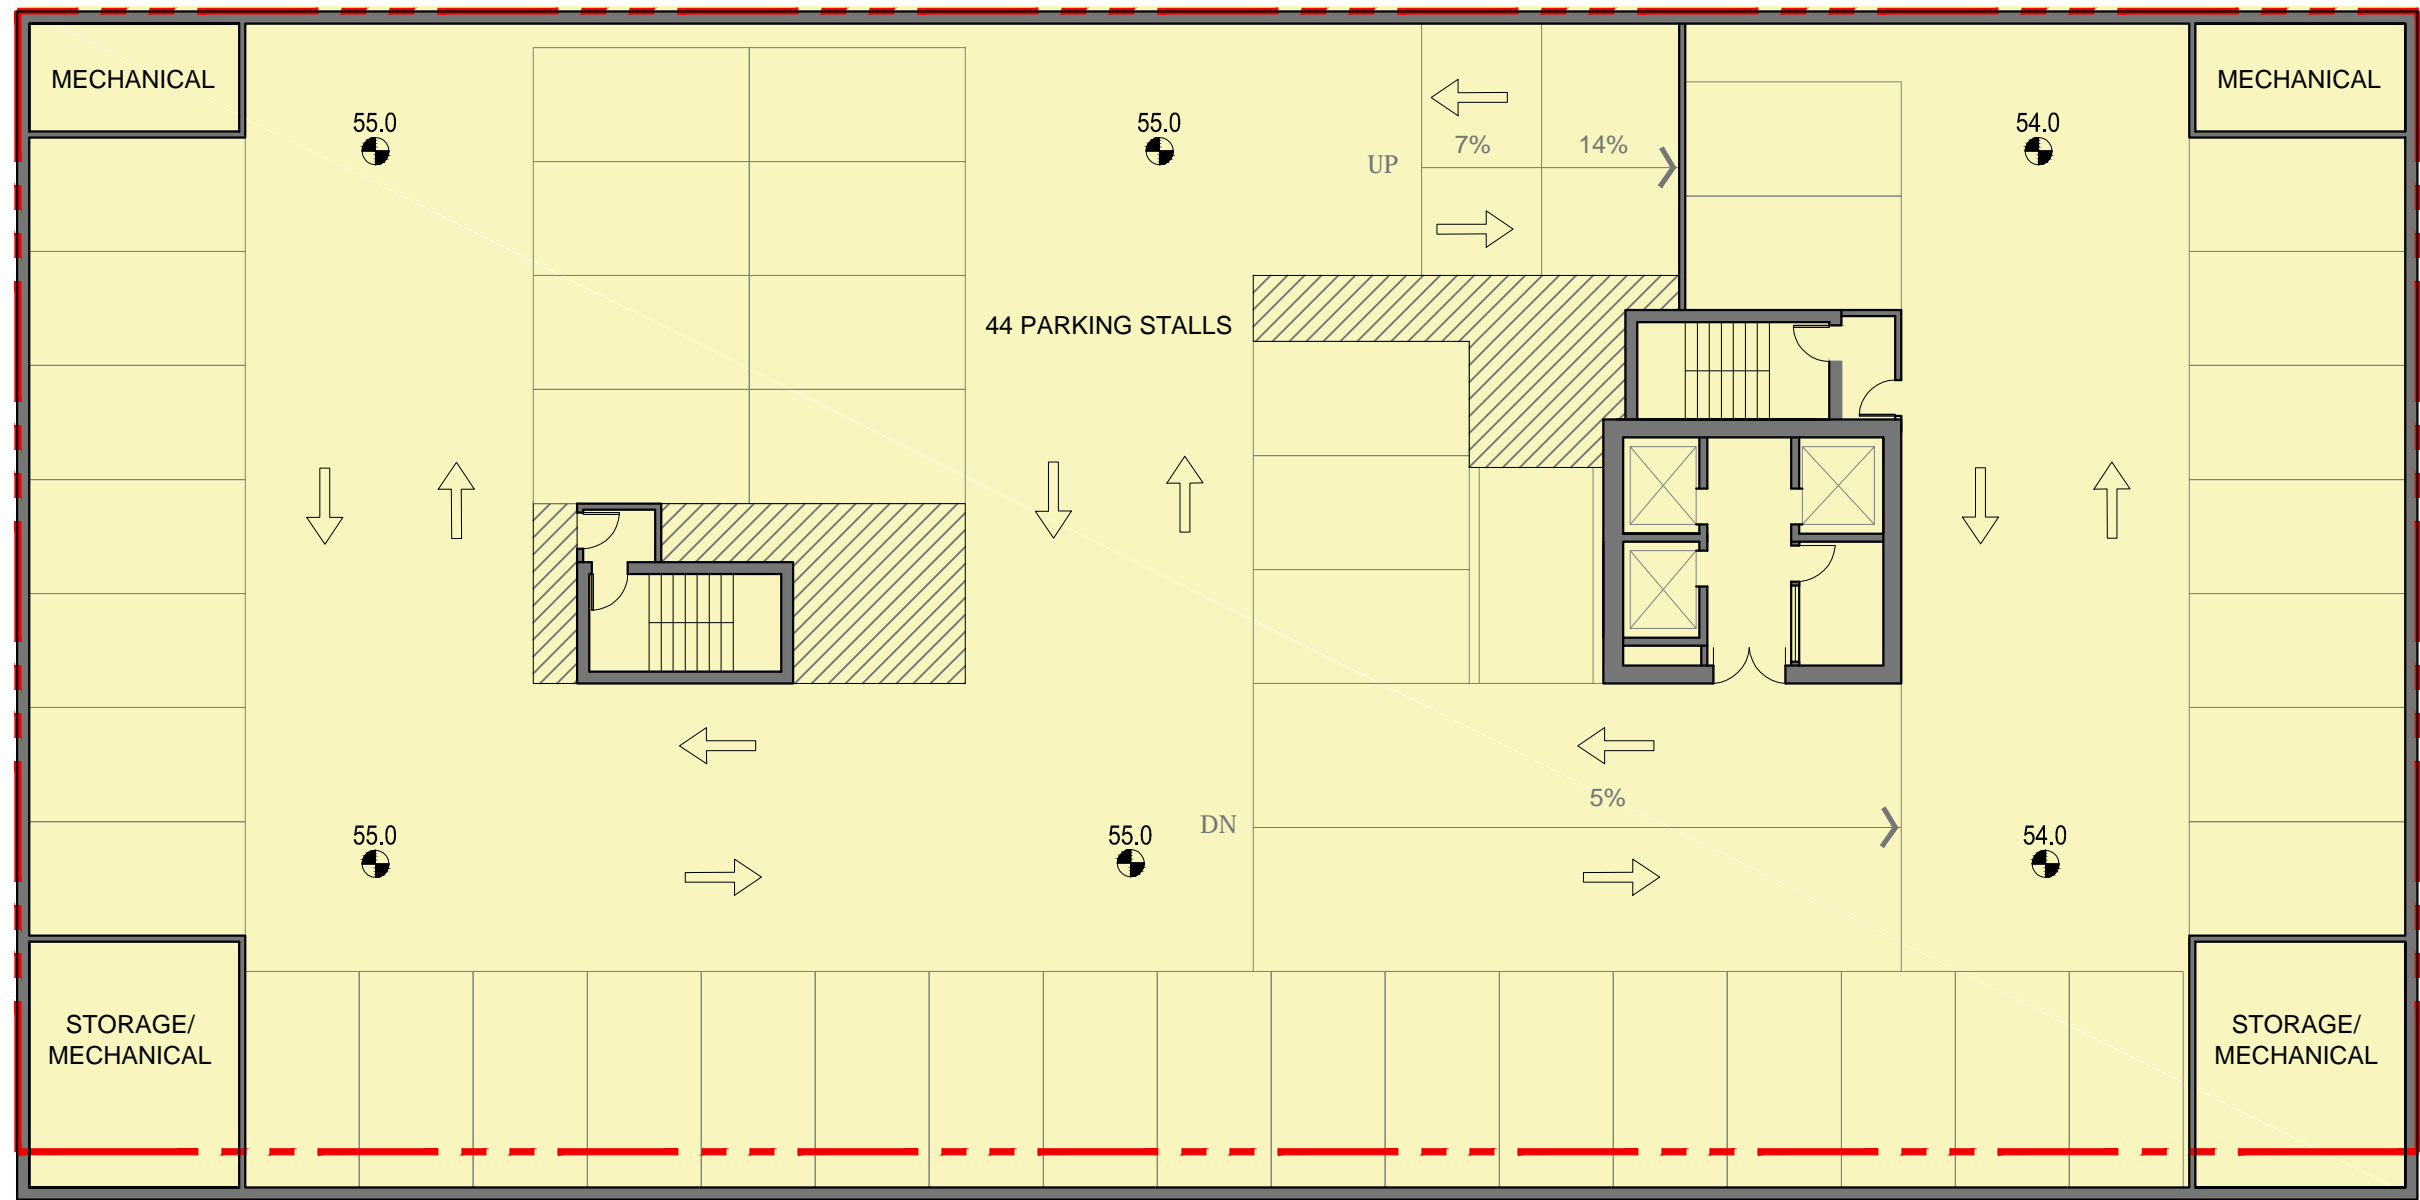 MECHANICAL
MECHANICAL
55.0
55.0
54.0
7%
14%
UP
44 PARKING STALLS
5%
DN
55.0
55.0
54.0
STORAGE/
MECHANICAL
STORAGE/
MECHANICAL